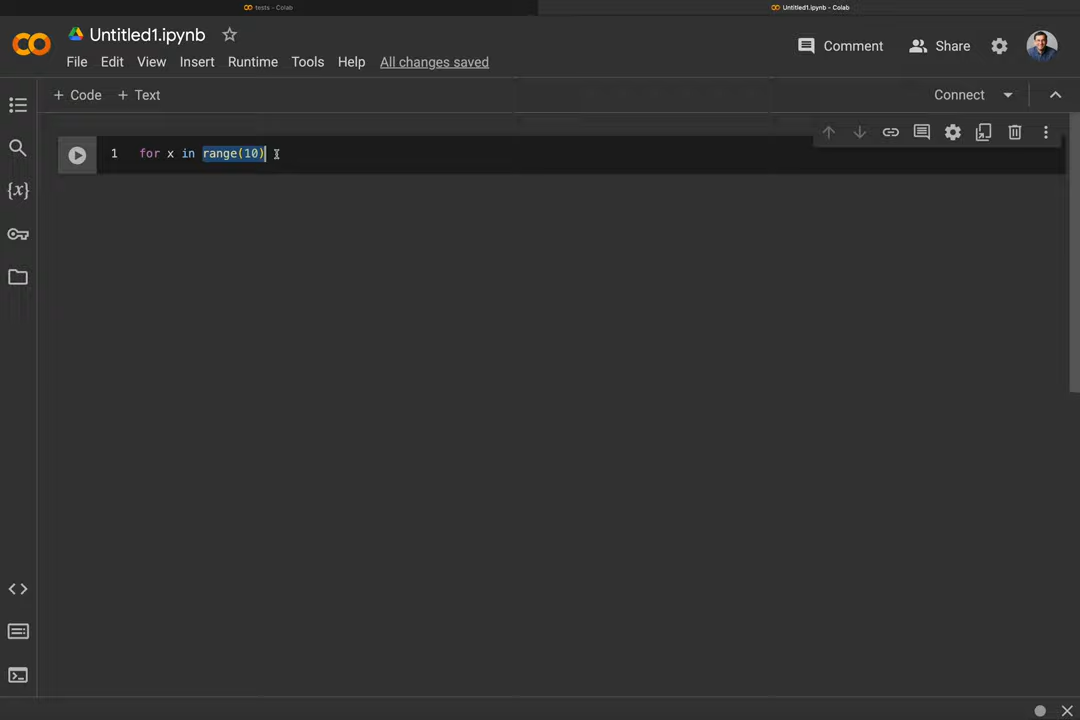 tests - Colab
Untitled1.ipynb - Colab
Untitled1.ipynb
Comment
Share
File Edit View Insert Runtime Tools Help All changes saved
+ Code + Text
Connect
1 for x in range(10)
{x}